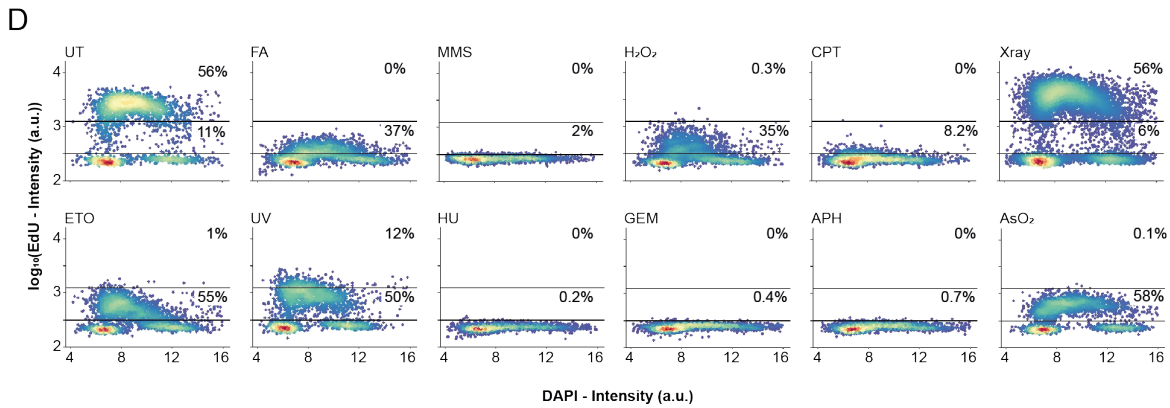 D
UT
FA
MMS
H₂O₂
CPT
Xray
4
56%
0%
0%
0.3%
0%
56%
3
11%
37%
2%
35%
8.2%
6%
2
ETO
UV
HU
GEM
APH
AsO₂
4
1%
12%
0%
0%
0%
0.1%
3
55%
50%
0.2%
0.4%
0.7%
58%
2
4 8 12 16
4 8 12 16
4 8 12 16
4 8 12 16
4 8 12 16
4 8 12 16
log₁₀(EdU - Intensity (a.u.))
DAPI - Intensity (a.u.)